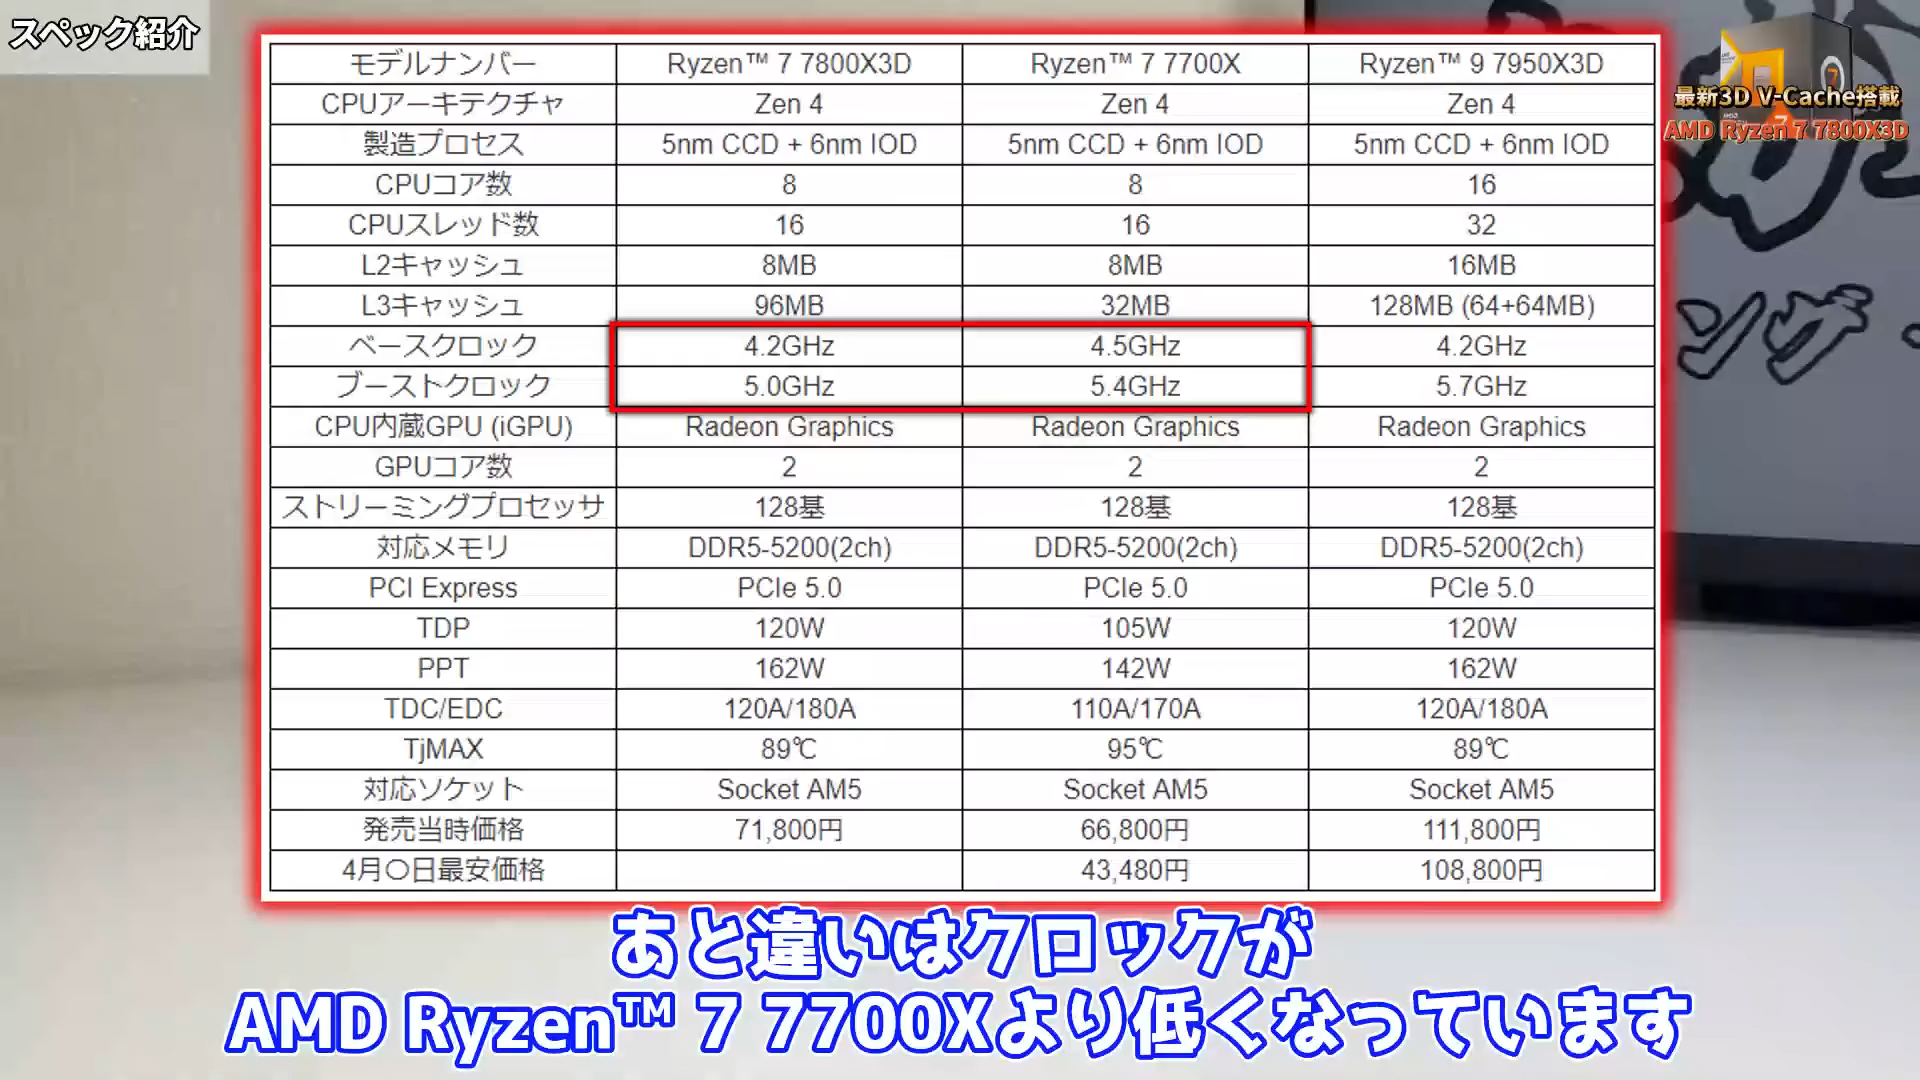 スペック紹介
最新3D V-Cache搭載
AMD Ryzen 7 7800X3D
モデルナンバー Ryzen™ 7 7800X3D Ryzen™ 7 7700X Ryzen™ 9 7950X3D
CPUアーキテクチャ Zen 4 Zen 4 Zen 4
製造プロセス 5nm CCD + 6nm IOD 5nm CCD + 6nm IOD 5nm CCD + 6nm IOD
CPUコア数 8 8 16
CPUスレッド数 16 16 32
L2キャッシュ 8MB 8MB 16MB
L3キャッシュ 96MB 32MB 128MB (64+64MB)
ベースクロック 4.2GHz 4.5GHz 4.2GHz
ブーストクロック 5.0GHz 5.4GHz 5.7GHz
CPU内蔵GPU (iGPU) Radeon Graphics Radeon Graphics Radeon Graphics
GPUコア数 2 2 2
ストリーミングプロセッサ 128基 128基 128基
対応メモリ DDR5-5200(2ch) DDR5-5200(2ch) DDR5-5200(2ch)
PCI Express PCIe 5.0 PCIe 5.0 PCIe 5.0
TDP 120W 105W 120W
PPT 162W 142W 162W
TDC/EDC 120A/180A 110A/170A 120A/180A
TjMAX 89℃ 95℃ 89℃
対応ソケット Socket AM5 Socket AM5 Socket AM5
発売当時価格 71,800円 66,800円 111,800円
4月〇日最安価格 43,480円 108,800円
ング
あと違いはクロックが
AMD Ryzen™ 7 7700Xより低くなっています